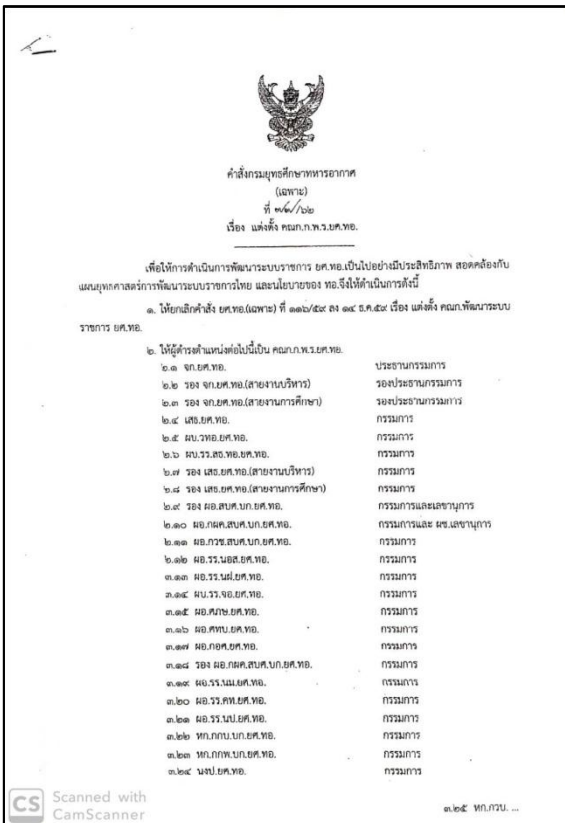 คำสั่งกรมยุทธศึกษาทหารอากาศ
(เฉพาะ)
ที่ ๗๗/๖๒
เรื่อง แต่งตั้ง คณก.ก.พ.ร.ยศ.ทอ.
เพื่อให้การดำเนินการพัฒนาระบบราชการ ยศ.ทอ.เป็นไปอย่างมีประสิทธิภาพ สอดคล้องกับ
แผนยุทธศาสตร์การพัฒนาระบบราชการไทย และนโยบายของ ทอ.จึงให้ดำเนินการดังนี้
๑. ให้ยกเลิกคำสั่ง ยศ.ทอ.(เฉพาะ) ที่ ๑๑๖/๕๙ ลง ๑๔ ธ.ค.๕๙ เรื่อง แต่งตั้ง คณก.พัฒนาระบบ
ราชการ ยศ.ทอ.
๒. ให้ผู้ดำรงตำแหน่งต่อไปนี้เป็น คณก.ก.พ.ร.ยศ.ทอ.
๒.๑ จก.ยศ.ทอ. ประธานกรรมการ
๒.๒ รอง จก.ยศ.ทอ.(สายงานบริหาร) รองประธานกรรมการ
๒.๓ รอง จก.ยศ.ทอ.(สายงานการศึกษา) รองประธานกรรมการ
๒.๔ เสธ.ยศ.ทอ. กรรมการ
๒.๕ ผบ.วทอ.ยศ.ทอ. กรรมการ
๒.๖ ผบ.รร.สธ.ทอ.ยศ.ทอ. กรรมการ
๒.๗ รอง เสธ.ยศ.ทอ.(สายงานบริหาร) กรรมการ
๒.๘ รอง เสธ.ยศ.ทอ.(สายงานการศึกษา) กรรมการ
๒.๙ รอง ผอ.สบศ.บก.ยศ.ทอ. กรรมการและเลขานุการ
๒.๑๐ ผอ.กผค.สบศ.บก.ยศ.ทอ. กรรมการและ ผช.เลขานุการ
๒.๑๑ ผอ.กวช.สบศ.บก.ยศ.ทอ. กรรมการ
๒.๑๒ ผอ.รร.นอส.ยศ.ทอ. กรรมการ
๓.๑๓ ผอ.รร.นฝ.ยศ.ทอ. กรรมการ
๓.๑๔ ผบ.รร.จอ.ยศ.ทอ. กรรมการ
๓.๑๕ ผอ.ศภษ.ยศ.ทอ. กรรมการ
๓.๑๖ ผอ.ศทบ.ยศ.ทอ. กรรมการ
๓.๑๗ ผอ.กอศ.ยศ.ทอ. กรรมการ
๓.๑๘ รอง ผอ.กผค.สบศ.บก.ยศ.ทอ. กรรมการ
๓.๑๙ ผอ.รร.นม.ยศ.ทอ. กรรมการ
๓.๒๐ ผอ.รร.คท.ยศ.ทอ. กรรมการ
๓.๒๑ ผอ.รร.นป.ยศ.ทอ. กรรมการ
๓.๒๒ หก.กกบ.บก.ยศ.ทอ. กรรมการ
๓.๒๓ หก.กกพ.บก.ยศ.ทอ. กรรมการ
๓.๒๔ นงป.ยศ.ทอ. กรรมการ
๓.๒๕ หก.กวบ. ...
CS Scanned with
CamScanner